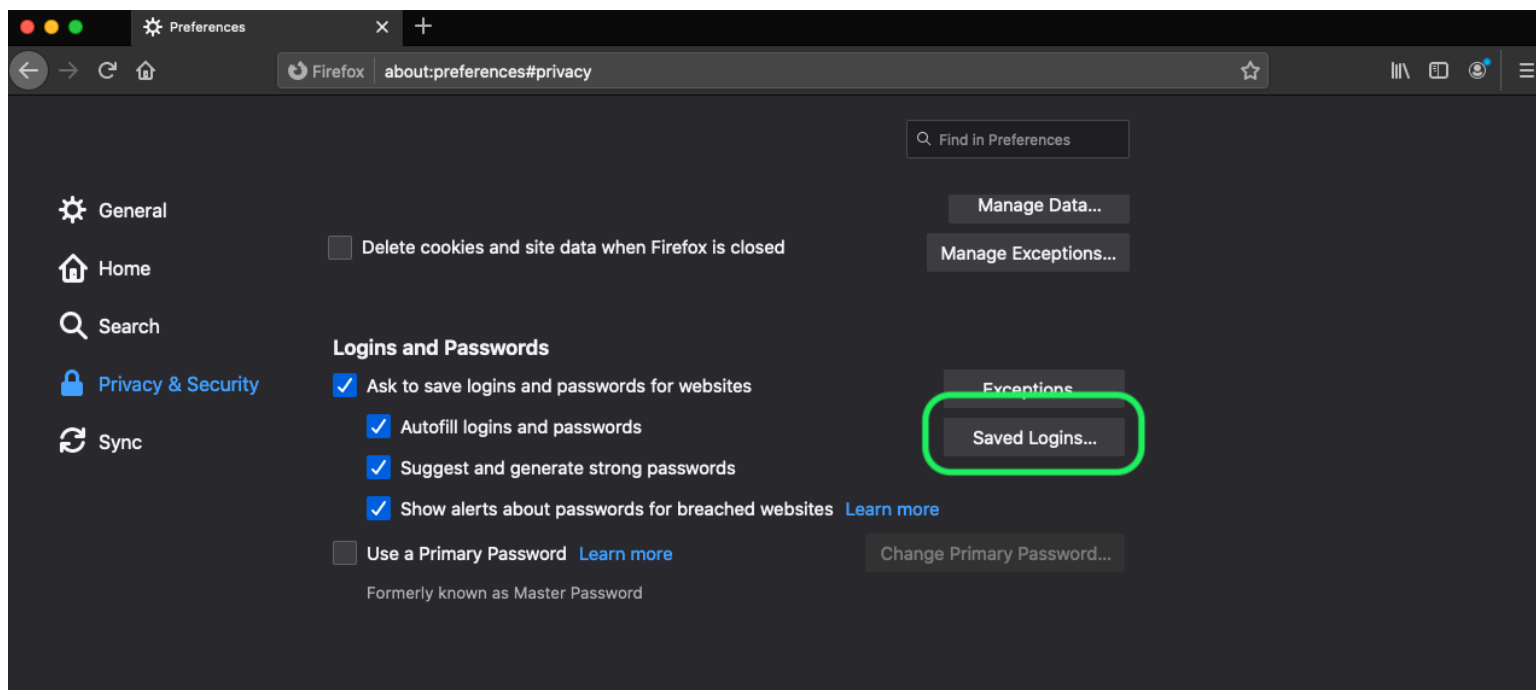 Preferences
Firefox about:preferences#privacy
Find in Preferences
General
Home
Search
Privacy & Security
Sync
Manage Data...
Delete cookies and site data when Firefox is closed
Manage Exceptions...
Logins and Passwords
Ask to save logins and passwords for websites
Exceptions...
Autofill logins and passwords
Saved Logins...
Suggest and generate strong passwords
Show alerts about passwords for breached websites Learn more
Use a Primary Password Learn more
Change Primary Password...
Formerly known as Master Password